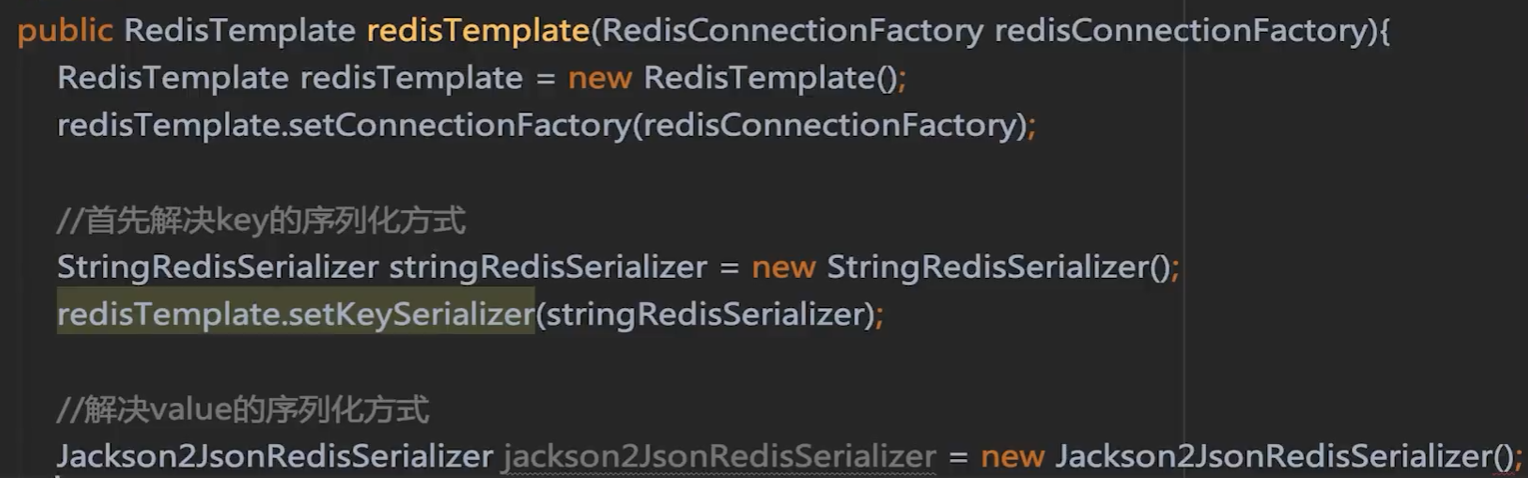 public RedisTemplate redisTemplate(RedisConnectionFactory redisConnectionFactory){
RedisTemplate redisTemplate = new RedisTemplate();
redisTemplate.setConnectionFactory(redisConnectionFactory);
//首先解决key的序列化方式
StringRedisSerializer stringRedisSerializer = new StringRedisSerializer();
redisTemplate.setKeySerializer(stringRedisSerializer);
//解决value的序列化方式
Jackson2JsonRedisSerializer jackson2JsonRedisSerializer = new Jackson2JsonRedisSerializer();